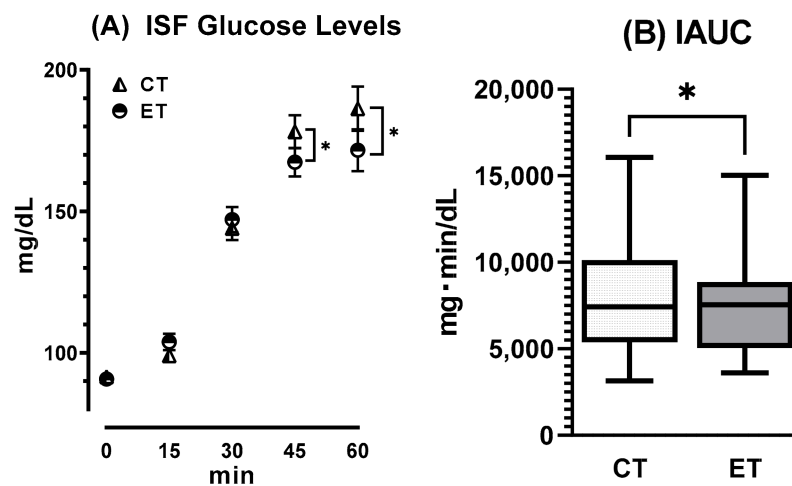 (A) ISF Glucose Levels
200
150
100
mg/dL
CT
ET
*
*
0 15 30 45 60
min
(B) IAUC
20,000
15,000
10,000
5,000
0
mg·min/dL
*
CT ET